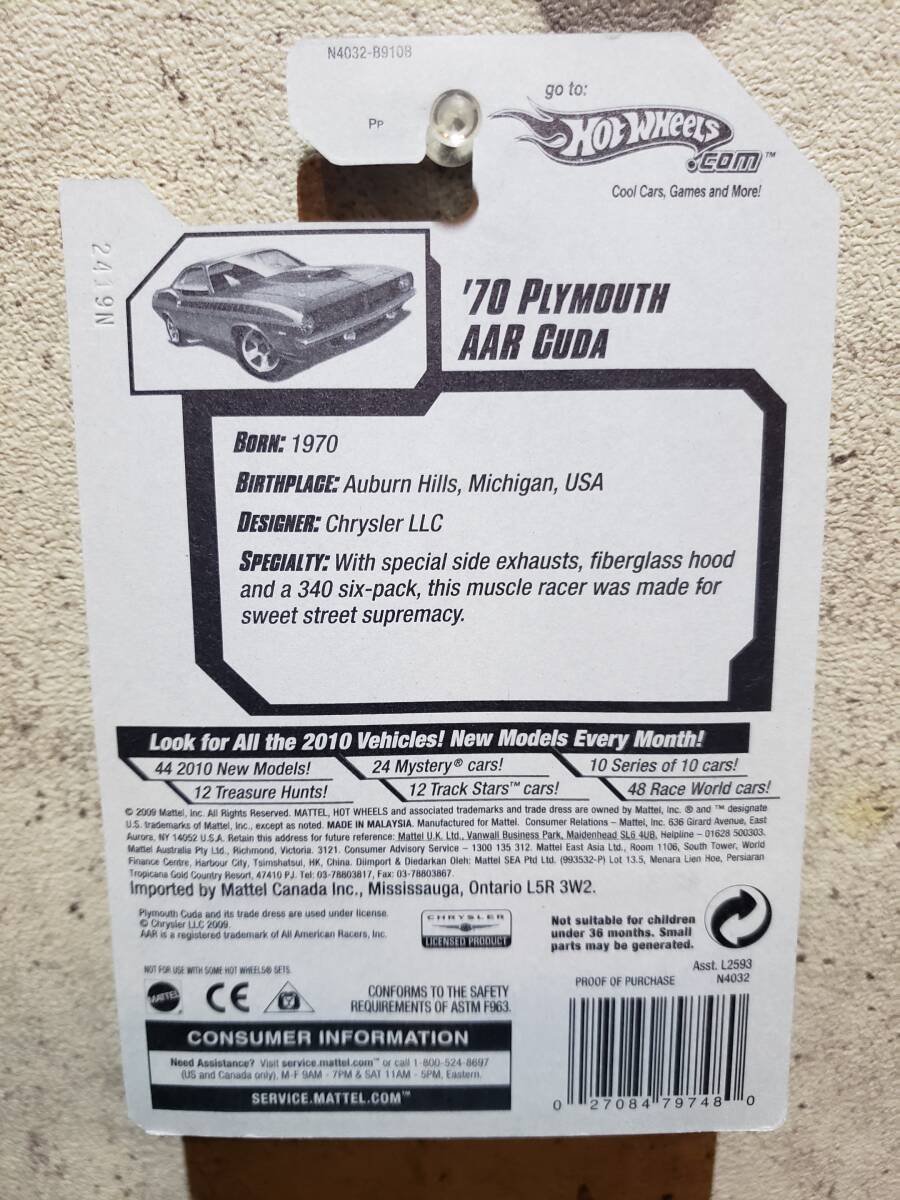 N4032-B910B
PP
go to:
HOT WHEELS
.COM™
Cool Cars, Games and More!
2419N
'70 PLYMOUTH
AAR CUDA
BORN: 1970
BIRTHPLACE: Auburn Hills, Michigan, USA
DESIGNER: Chrysler LLC
SPECIALTY: With special side exhausts, fiberglass hood
and a 340 six-pack, this muscle racer was made for
sweet street supremacy.
Look for All the 2010 Vehicles! New Models Every Month!
44 2010 New Models! 24 Mystery® cars! 10 Series of 10 cars!
12 Treasure Hunts! 12 Track Stars™ cars! 48 Race World cars!
© 2009 Mattel, Inc. All Rights Reserved. MATTEL, HOT WHEELS and associated trademarks and trade dress are owned by Mattel, Inc. ® and ™ designate
U.S. trademarks of Mattel, Inc., except as noted. MADE IN MALAYSIA. Manufactured for Mattel. Consumer Relations – Mattel, Inc. 636 Girard Avenue, East
Aurora, NY 14052 U.S.A. Retain this address for future reference: Mattel U.K. Ltd., Vanwall Business Park, Maidenhead SL6 4UB. Helpline – 01628 500303.
Mattel Australia Pty Ltd., Richmond, Victoria. 3121. Consumer Advisory Service – 1300 135 312. Mattel East Asia Ltd., Room 1106, South Tower, World
Finance Centre, Harbour City, Tsimshatsui, HK, China. Diimport & Diedarkan Oleh: Mattel SEA Ptd Ltd. (993532-P) Lot 13.5, Menara Lien Hoe, Persiaran
Tropicana Gold Country Resort, 47410 PJ. Tel: 03-78803817, Fax: 03-78803867.
Imported by Mattel Canada Inc., Mississauga, Ontario L5R 3W2.
Plymouth Cuda and its trade dress are used under license.
© Chrysler LLC 2009.
AAR is a registered trademark of All American Racers, Inc.
CHRYSLER
LICENSED PRODUCT
Not suitable for children
under 36 months. Small
parts may be generated.
NOT FOR USE WITH SOME HOT WHEELS® SETS.
MATTEL
CE
CONFORMS TO THE SAFETY
REQUIREMENTS OF ASTM F963.
Asst. L2593
PROOF OF PURCHASE N4032
CONSUMER INFORMATION
Need Assistance? Visit service.mattel.com™ or call 1-800-524-8697
(US and Canada only). M-F 9AM - 7PM & SAT 11AM - 5PM, Eastern.
SERVICE.MATTEL.COM™
0 27084 79748 0